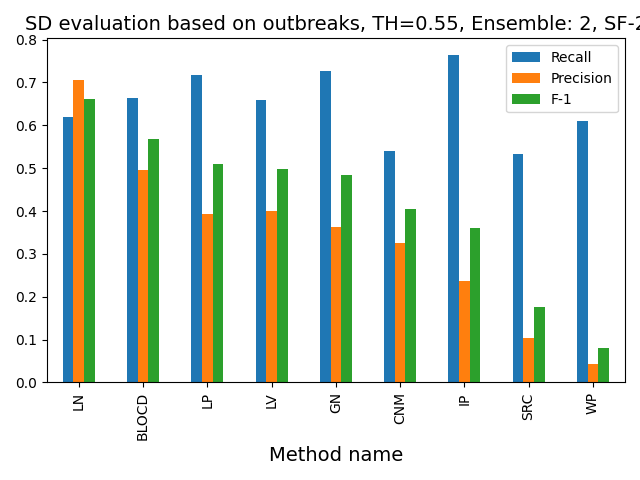 SD evaluation based on outbreaks, TH=0.55, Ensemble: 2, SF-2
0.8
0.7
0.6
0.5
0.4
0.3
0.2
0.1
0.0
Recall
Precision
F-1
LN
BLOCD
LP
LV
GN
CNM
IP
SRC
WP
Method name